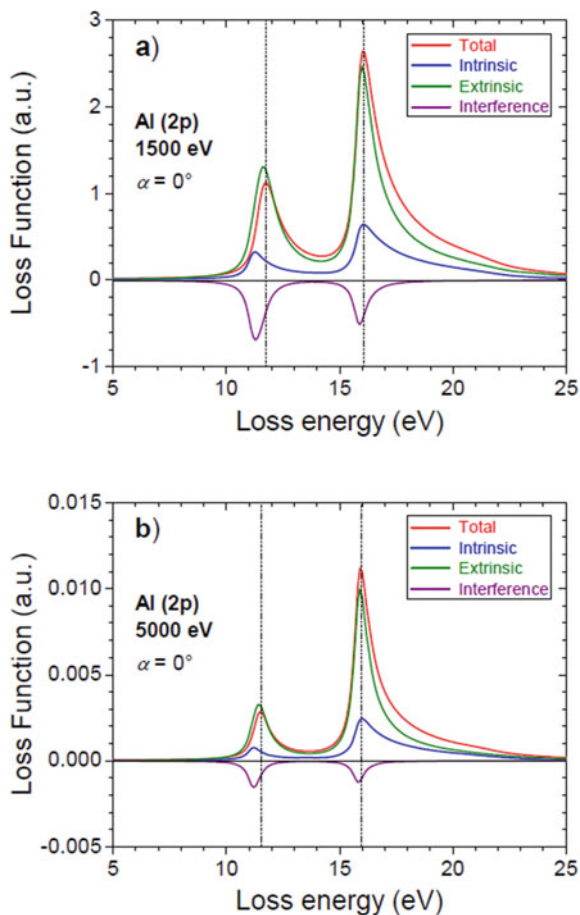 a)
Al (2p)
1500 eV
α = 0°
Total
Intrinsic
Extrinsic
Interference
Loss Function (a.u.)
3
2
1
0
-1
5 10 15 20 25
Loss energy (eV)
b)
Al (2p)
5000 eV
α = 0°
Total
Intrinsic
Extrinsic
Interference
Loss Function (a.u.)
0.015
0.010
0.005
0.000
-0.005
5 10 15 20 25
Loss energy (eV)